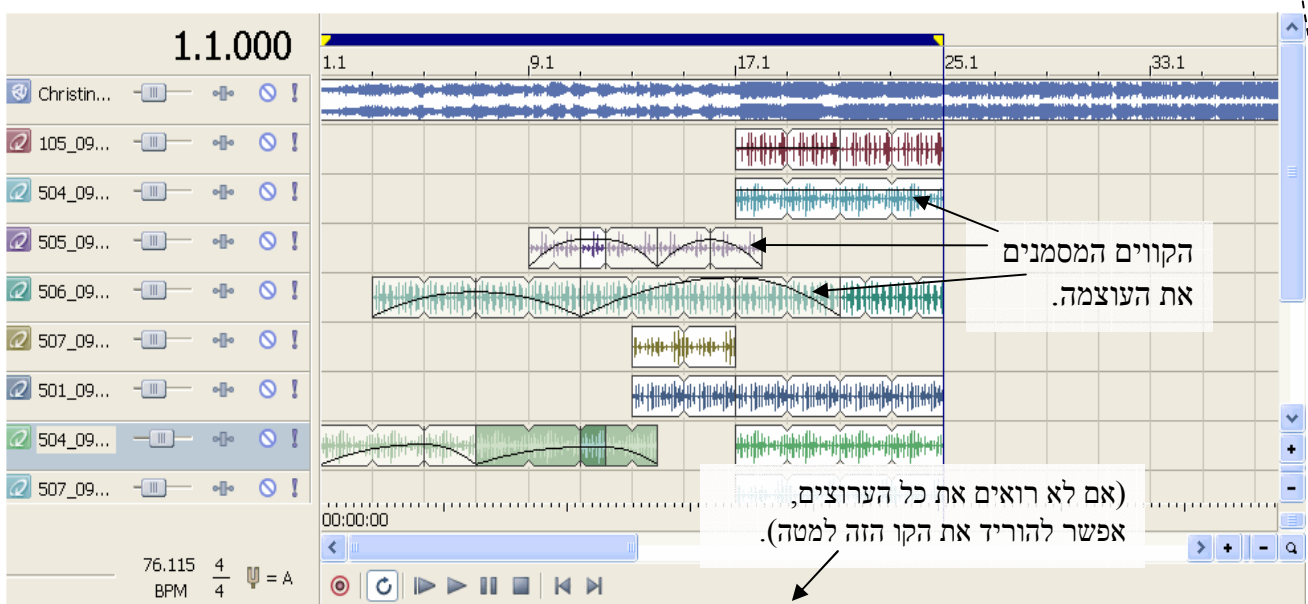 1.1.000
1.1 9.1 17.1 25.1 33.1
Christin...
105_09...
504_09...
505_09...
הקווים המסמנים
את העוצמה.
506_09...
507_09...
501_09...
504_09...
507_09...
(אם לא רואים את כל הערוצים,
אפשר להוריד את הקו הזה למטה).
00:00:00
76.115 BPM
4/4
= A